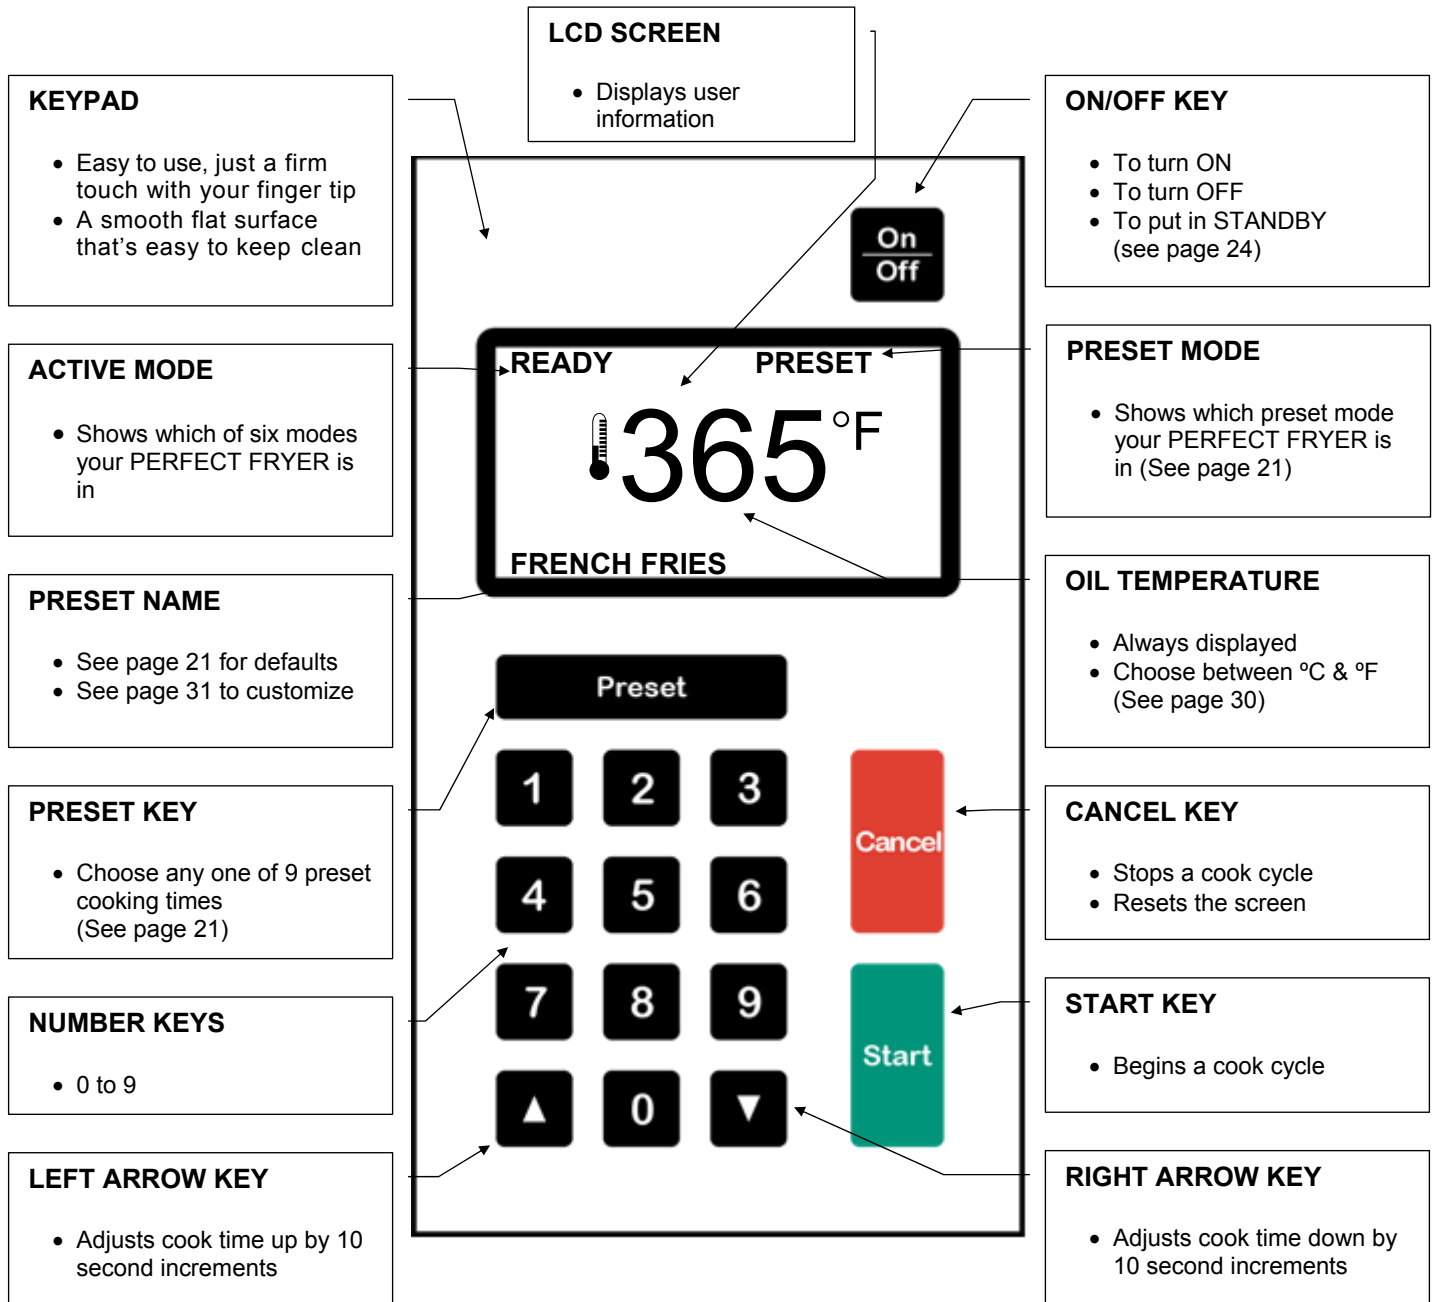 LCD SCREEN
• Displays user
information
KEYPAD
• Easy to use, just a firm
touch with your finger tip
• A smooth flat surface
that's easy to keep clean
ACTIVE MODE
• Shows which of six modes
your PERFECT FRYER is
in
PRESET NAME
• See page 21 for defaults
• See page 31 to customize
PRESET KEY
• Choose any one of 9 preset
cooking times
(See page 21)
NUMBER KEYS
• 0 to 9
LEFT ARROW KEY
• Adjusts cook time up by 10
second increments
On
Off
READY PRESET
365°F
FRENCH FRIES
Preset
1 2 3
4 5 6
7 8 9
▲ 0 ▼
Cancel
Start
ON/OFF KEY
• To turn ON
• To turn OFF
• To put in STANDBY
(see page 24)
PRESET MODE
• Shows which preset mode
your PERFECT FRYER is
in (See page 21)
OIL TEMPERATURE
• Always displayed
• Choose between ºC & ºF
(See page 30)
CANCEL KEY
• Stops a cook cycle
• Resets the screen
START KEY
• Begins a cook cycle
RIGHT ARROW KEY
• Adjusts cook time down by
10 second increments